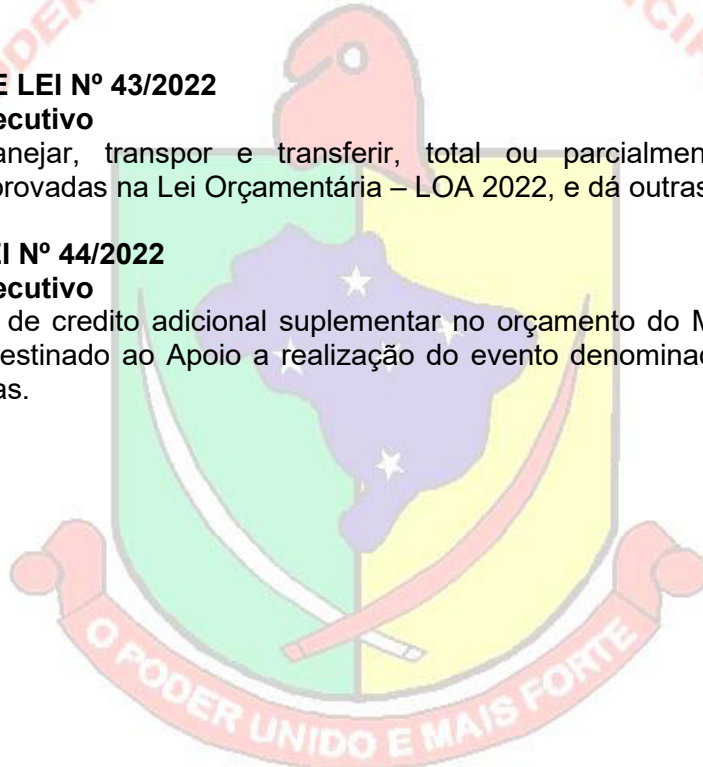 E LEI Nº 43/2022
ecutivo
anejar, transpor e transferir, total ou parcialmen
provadas na Lei Orçamentária – LOA 2022, e dá outras
EI Nº 44/2022
ecutivo
de credito adicional suplementar no orçamento do M
estinado ao Apoio a realização do evento denomina
as.
O PODER UNIDO E MAIS FORTE